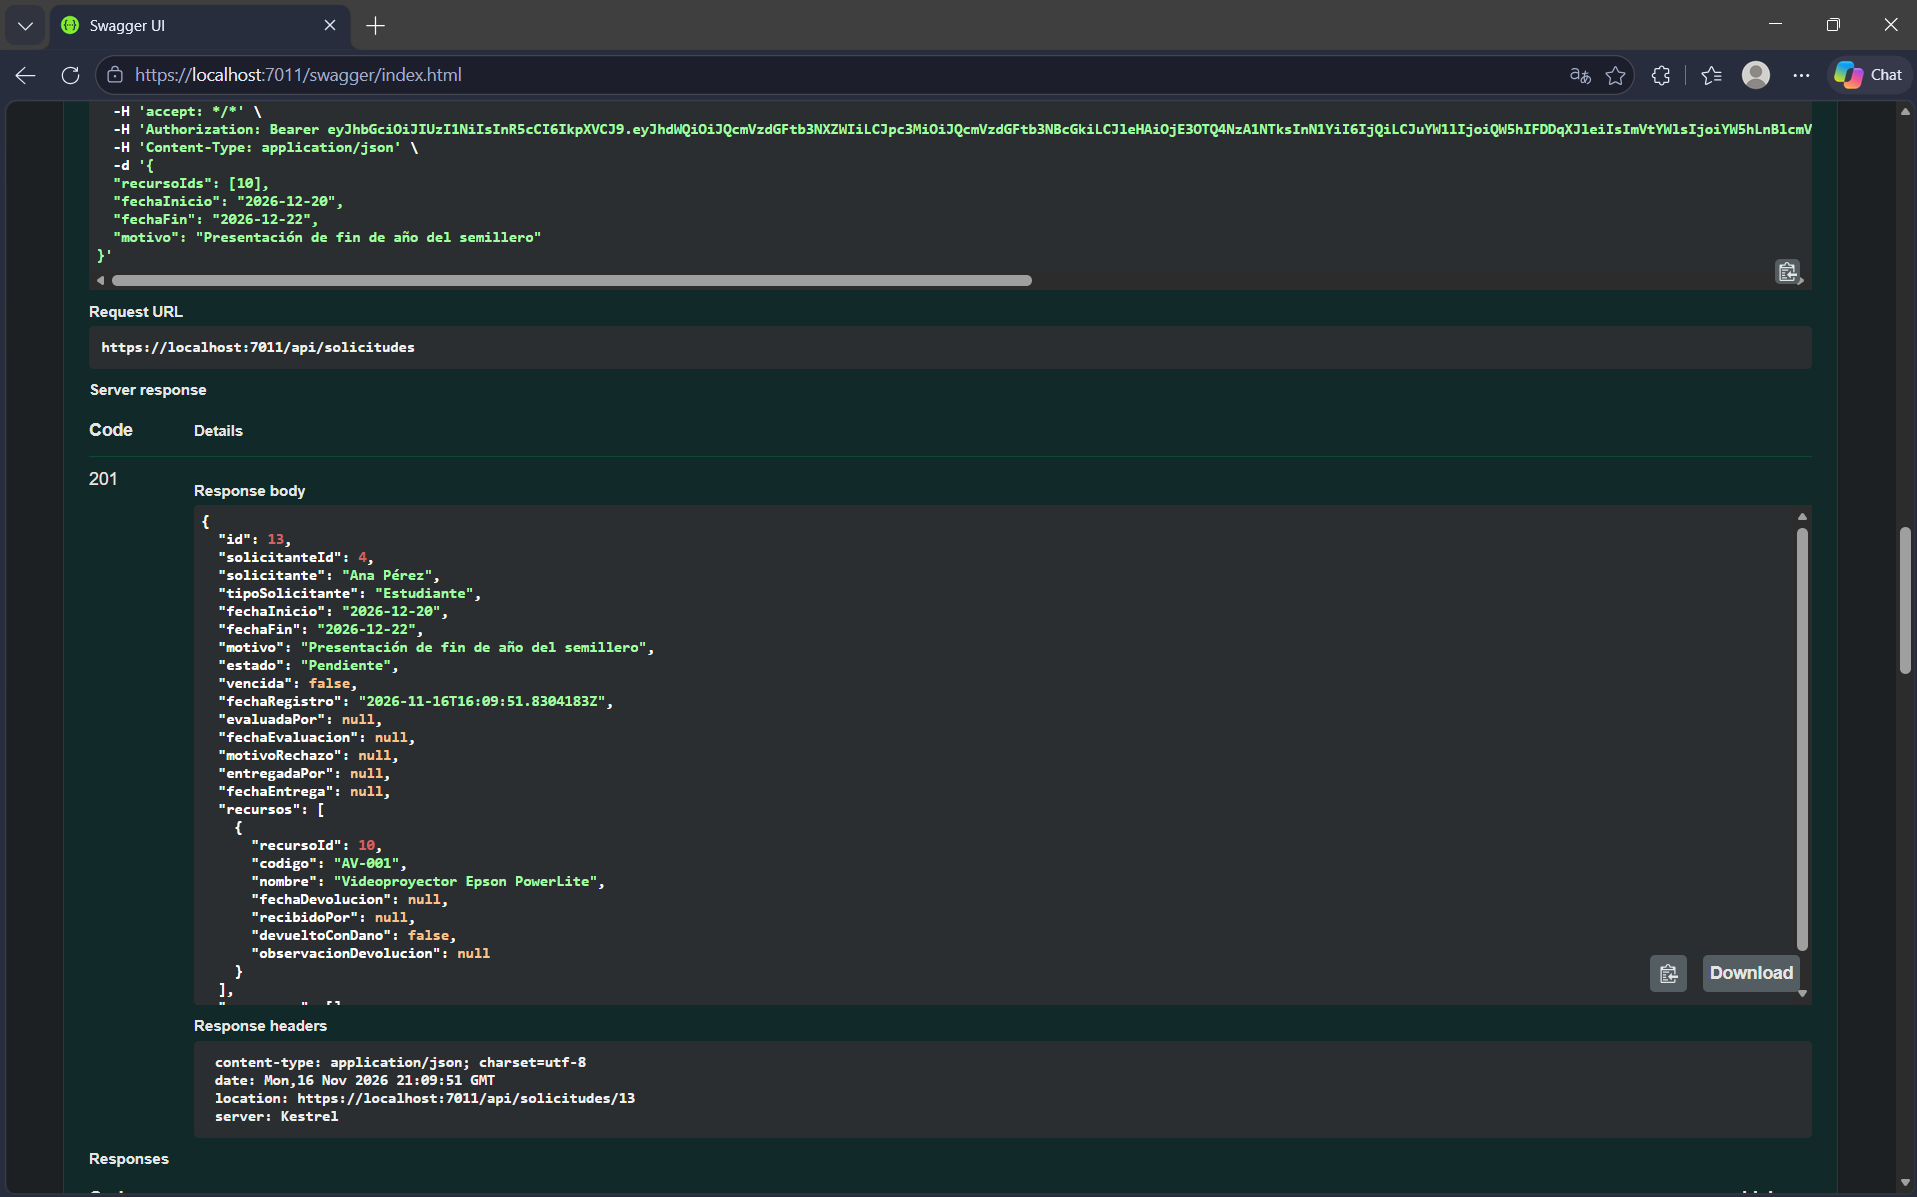 Swagger UI
https://localhost:7011/swagger/index.html
Chat
-H 'accept: */*' \
-H 'Authorization: Bearer eyJhbGciOiJIUzI1NiIsInR5cCI6IkpXVCJ9.eyJhdWQiOiJQcmVzdGFtb3NXZWIiLCJpc3MiOiJQcmVzdGFtb3NBcGkiLCJleHAiOjE3OTQ4NzA1NTksInN1YiI6IjQiLCJuYW1lIjoiQW5hIFDDqXJleiIsImVtYWlsIjoiYW5hLnBlcmV
-H 'Content-Type: application/json' \
-d '{
"recursoIds": [10],
"fechaInicio": "2026-12-20",
"fechaFin": "2026-12-22",
"motivo": "Presentación de fin de año del semillero"
}'
Request URL
https://localhost:7011/api/solicitudes
Server response
Code Details
201
Response body
{
"id": 13,
"solicitanteId": 4,
"solicitante": "Ana Pérez",
"tipoSolicitante": "Estudiante",
"fechaInicio": "2026-12-20",
"fechaFin": "2026-12-22",
"motivo": "Presentación de fin de año del semillero",
"estado": "Pendiente",
"vencida": false,
"fechaRegistro": "2026-11-16T16:09:51.8304183Z",
"evaluadaPor": null,
"fechaEvaluacion": null,
"motivoRechazo": null,
"entregadaPor": null,
"fechaEntrega": null,
"recursos": [
{
"recursoId": 10,
"codigo": "AV-001",
"nombre": "Videoproyector Epson PowerLite",
"fechaDevolucion": null,
"recibidoPor": null,
"devueltoConDano": false,
"observacionDevolucion": null
}
],
Download
Response headers
content-type: application/json; charset=utf-8
date: Mon,16 Nov 2026 21:09:51 GMT
location: https://localhost:7011/api/solicitudes/13
server: Kestrel
Responses